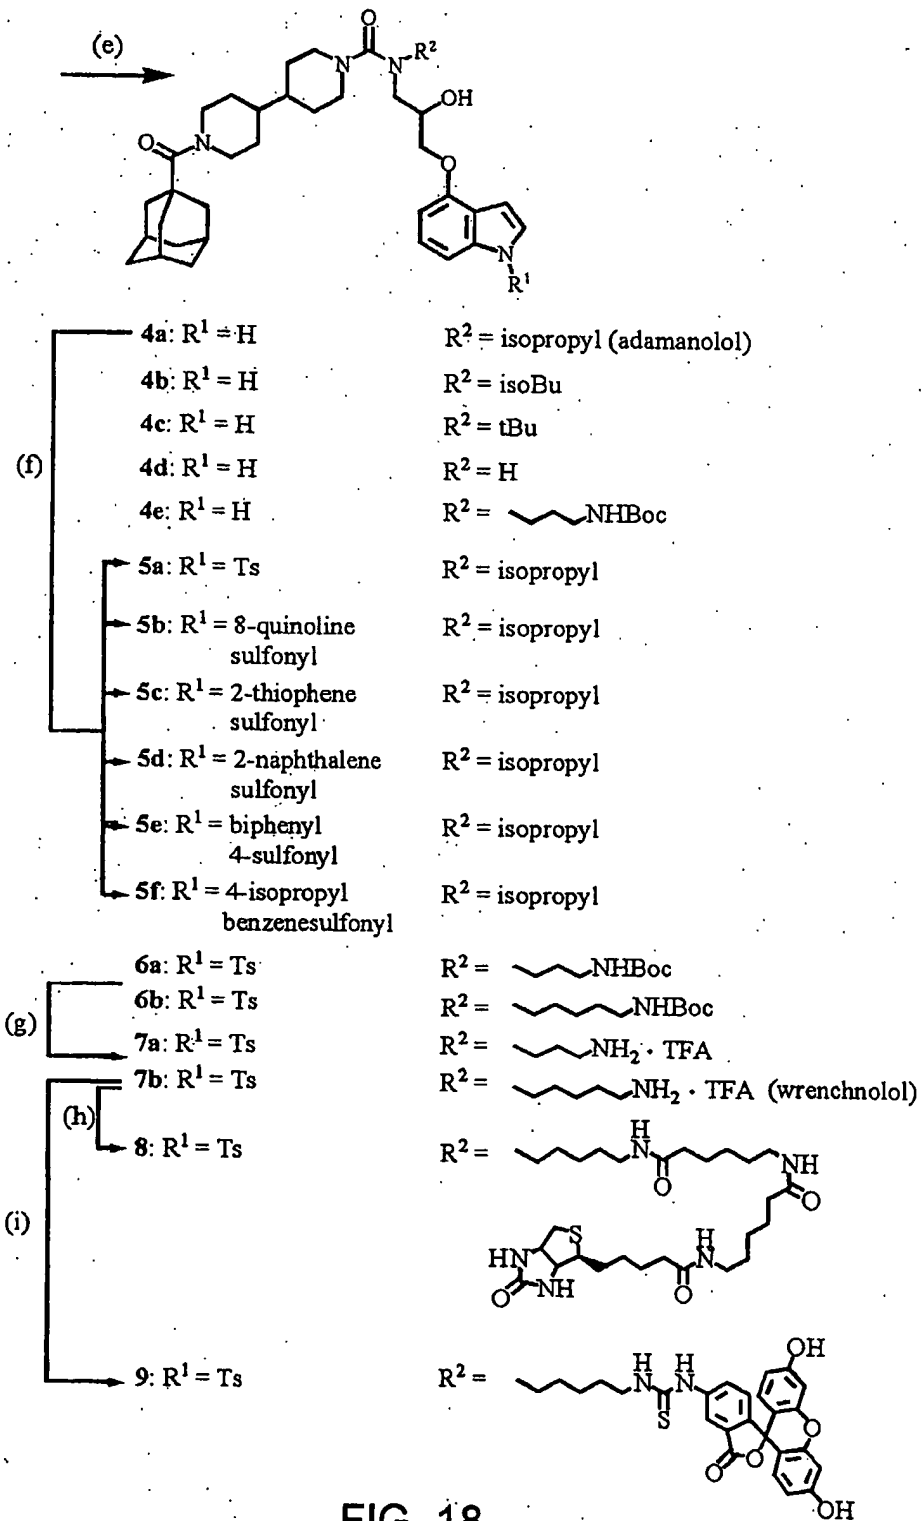 (e)
O
N
R²
N
OH
O
N
O
N
R¹
4a: R¹ = H R² = isopropyl (adamanolol)
4b: R¹ = H R² = isoBu
4c: R¹ = H R² = tBu
(f)
4d: R¹ = H R² = H
4e: R¹ = H R² = NHBoc
5a: R¹ = Ts R² = isopropyl
5b: R¹ = 8-quinoline R² = isopropyl
sulfonyl
5c: R¹ = 2-thiophene R² = isopropyl
sulfonyl
5d: R¹ = 2-naphthalene R² = isopropyl
sulfonyl
5e: R¹ = biphenyl R² = isopropyl
4-sulfonyl
5f: R¹ = 4-isopropyl R² = isopropyl
benzenesulfonyl
6a: R¹ = Ts R² = NHBoc
6b: R¹ = Ts R² = NHBoc
(g)
7a: R¹ = Ts R² = NH₂ · TFA
7b: R¹ = Ts R² = NH₂ · TFA (wrenchnolol)
(h)
8: R¹ = Ts R² =
H
N
O
NH
O
(i)
S
HN
NH
O
H
N
O
9: R¹ = Ts R² =
H H
N N
S
OH
O
O
O
OH
FIG. 18